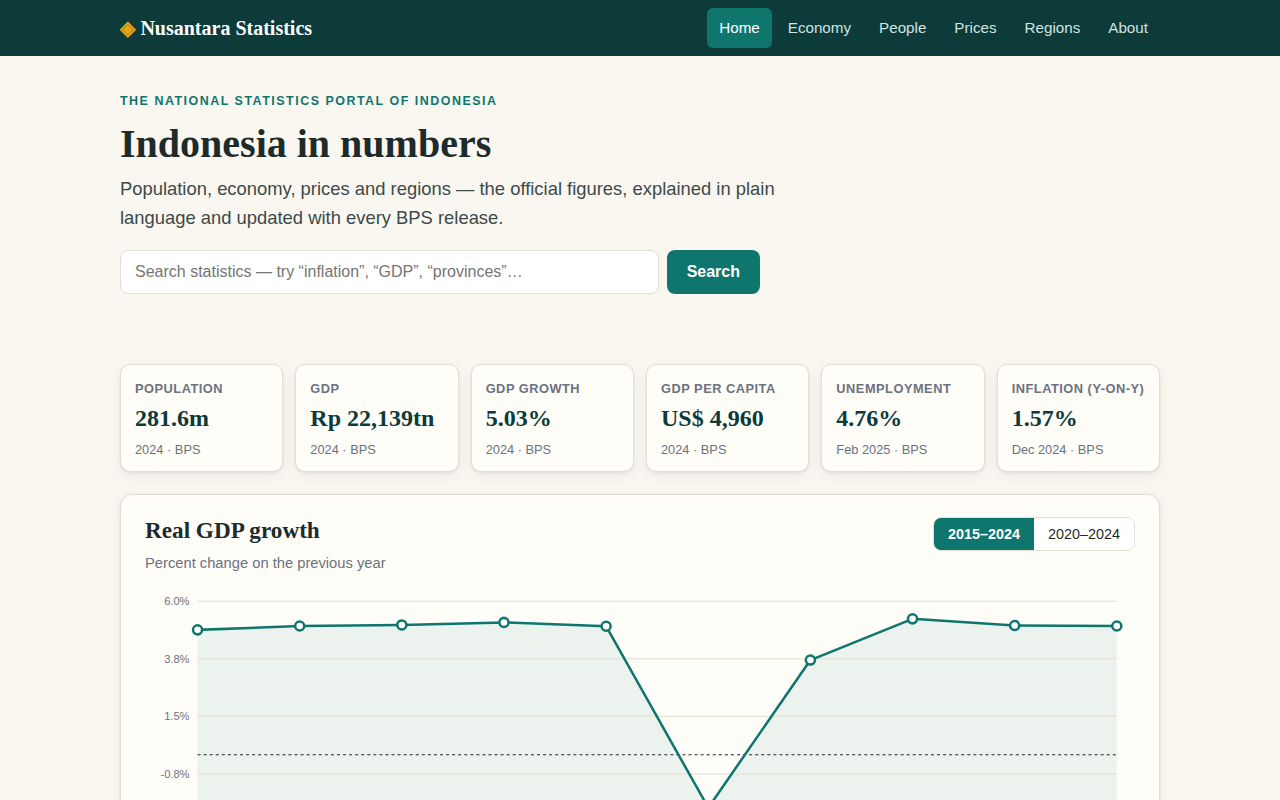 ◈ Nusantara Statistics
Home Economy People Prices Regions About
THE NATIONAL STATISTICS PORTAL OF INDONESIA
Indonesia in numbers
Population, economy, prices and regions — the official figures, explained in plain
language and updated with every BPS release.
Search statistics — try “inflation”, “GDP”, “provinces”…
Search
POPULATION
281.6m
2024 · BPS
GDP
Rp 22,139tn
2024 · BPS
GDP GROWTH
5.03%
2024 · BPS
GDP PER CAPITA
US$ 4,960
2024 · BPS
UNEMPLOYMENT
4.76%
Feb 2025 · BPS
INFLATION (Y-ON-Y)
1.57%
Dec 2024 · BPS
Real GDP growth
2015–2024 2020–2024
Percent change on the previous year
6.0%
3.8%
1.5%
-0.8%